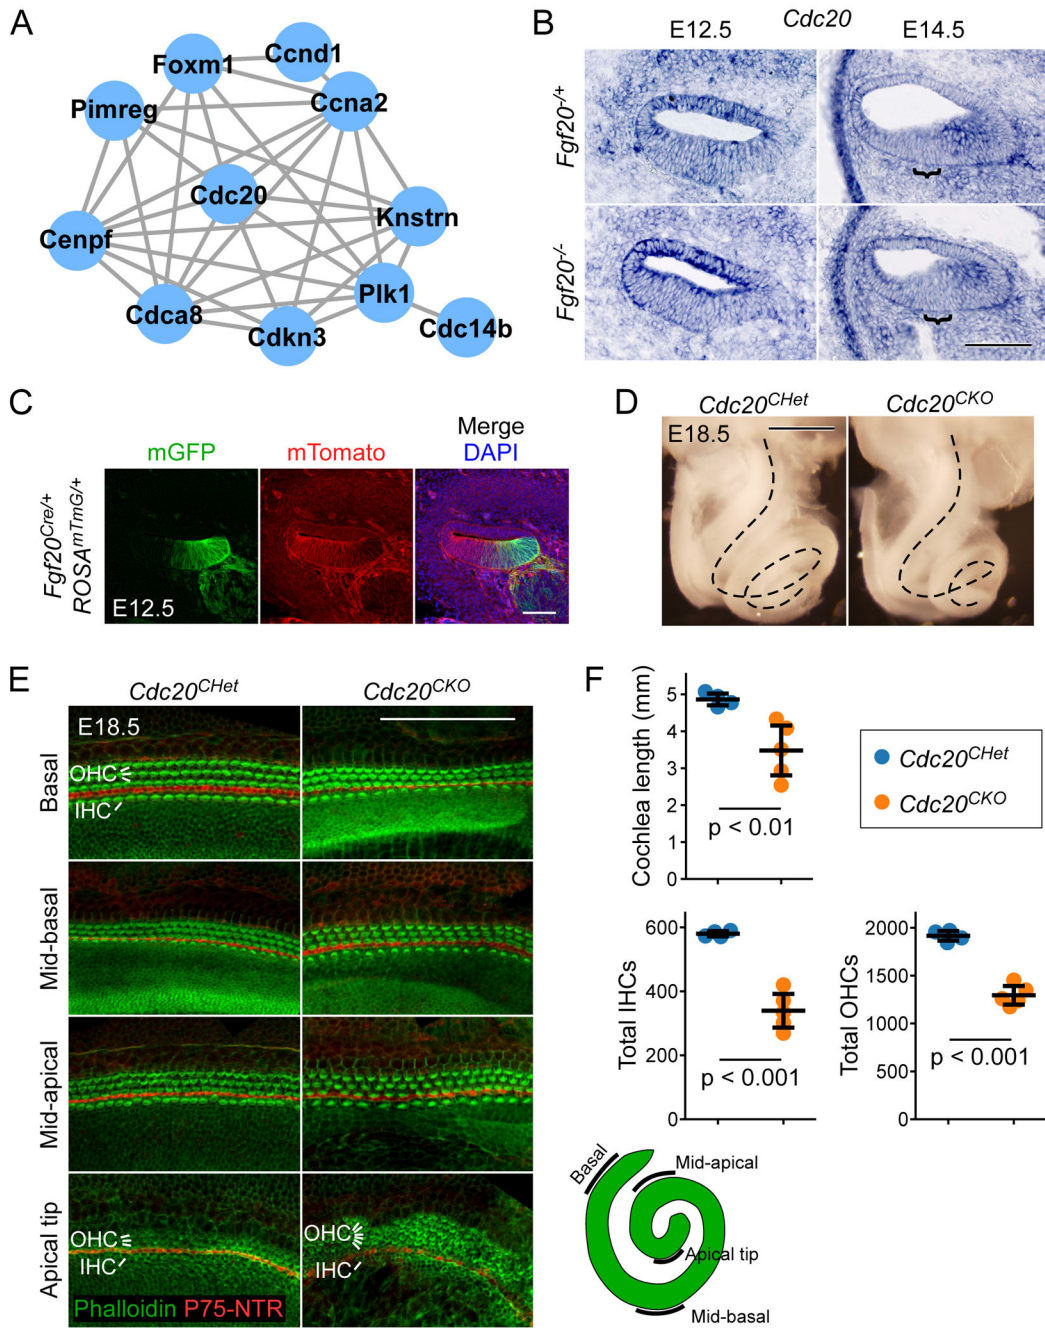 A
Foxm1
Ccnd1
Pimreg
Ccna2
Cdc20
Knstrn
Cenpf
Plk1
Cdca8
Cdkn3
Cdc14b
B
Cdc20
E12.5
E14.5
Fgf20-/+
Fgf20-/-
C
mGFP
mTomato
Merge
DAPI
Fgf20Cre/+
ROSAmTmG/+
E12.5
D
Cdc20CHet
Cdc20CKO
E18.5
E
Cdc20CHet
Cdc20CKO
Basal
E18.5
OHC
IHC
Mid-basal
Mid-apical
Apical tip
OHC
IHC
OHC
IHC
Phalloidin P75-NTR
F
Cochlea length (mm)
5
4
3
2
1
0
p < 0.01
Cdc20CHet
Cdc20CKO
Total IHCs
600
400
200
0
p < 0.001
Total OHCs
2000
1500
1000
500
0
p < 0.001
Basal
Mid-apical
Apical tip
Mid-basal